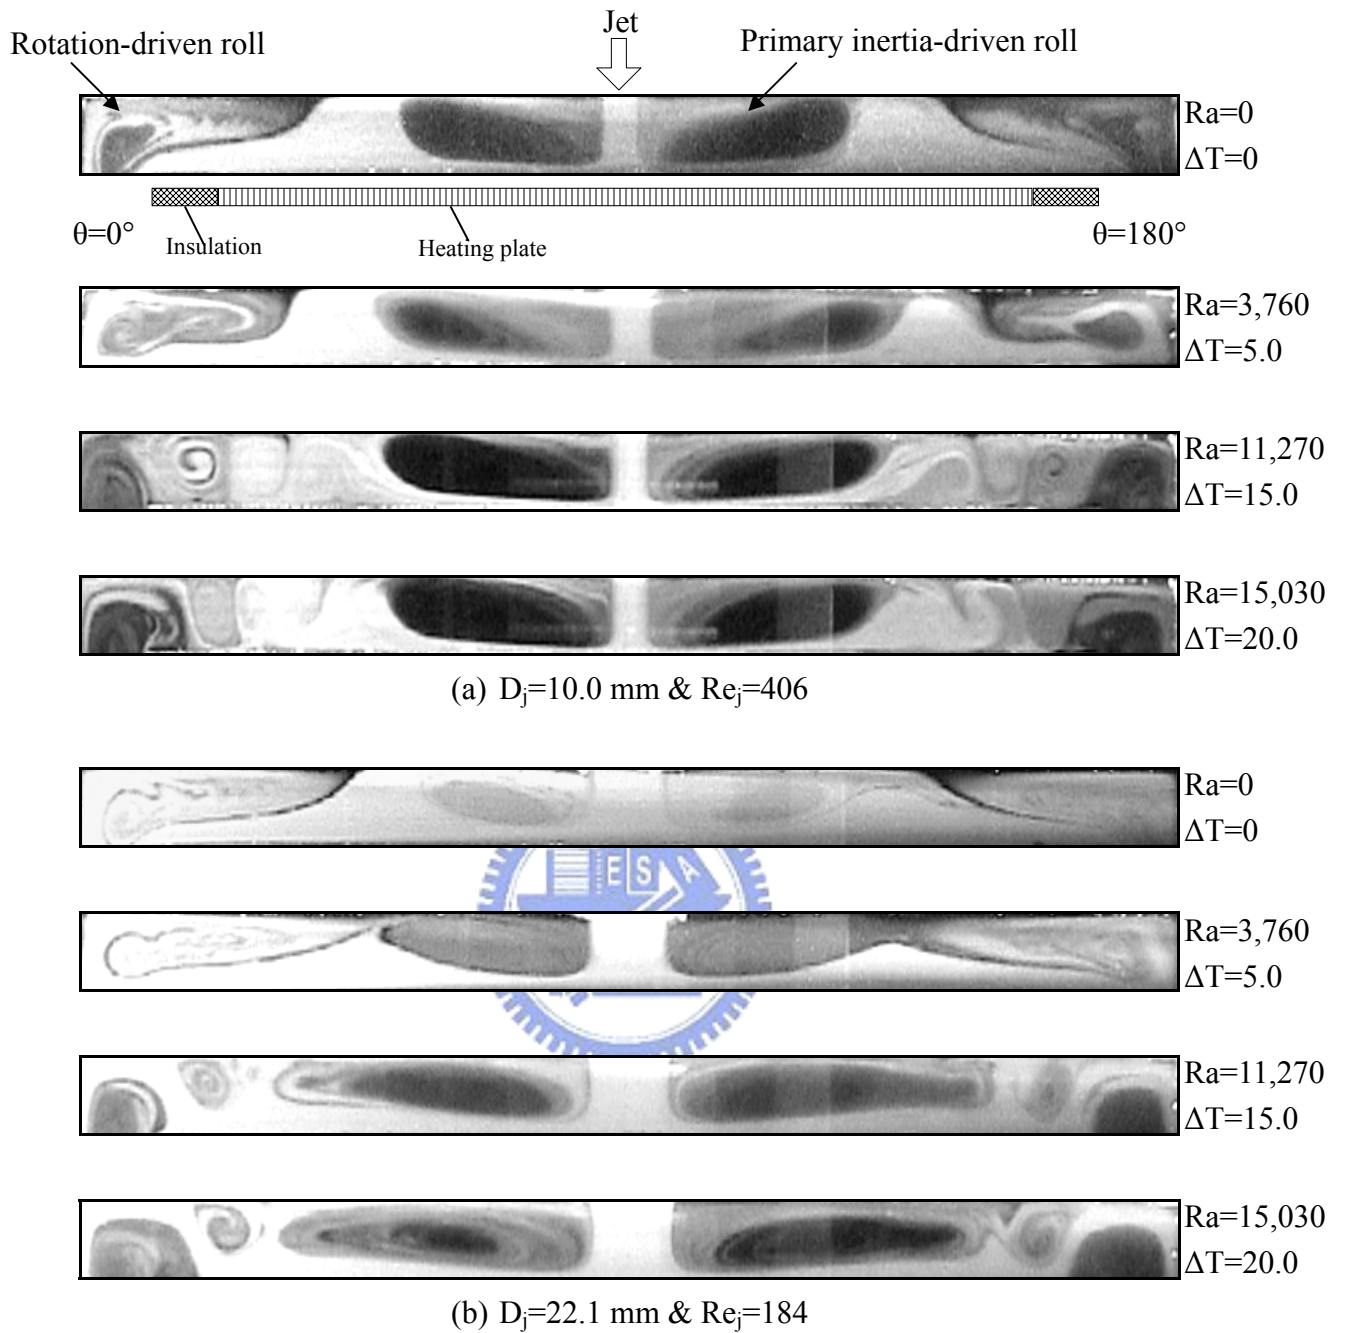 Jet
Rotation-driven roll
Primary inertia-driven roll
Ra=0
ΔT=0
θ=0°
Insulation
Heating plate
θ=180°
Ra=3,760
ΔT=5.0
Ra=11,270
ΔT=15.0
Ra=15,030
ΔT=20.0
(a) Dj=10.0 mm & Rej=406
Ra=0
ΔT=0
E S A
Ra=3,760
ΔT=5.0
Ra=11,270
ΔT=15.0
Ra=15,030
ΔT=20.0
(b) Dj=22.1 mm & Rej=184